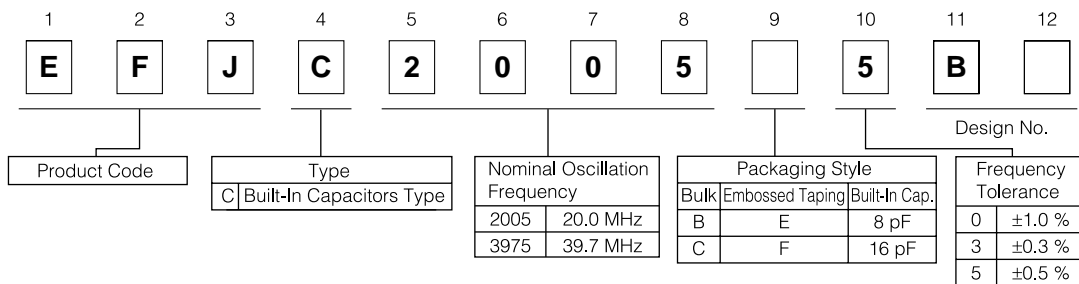 1 2 3 4 5 6 7 8 9 10 11 12
E F J C 2 0 0 5 5 B
Design No.
Product Code
Type
C Built-In Capacitors Type
Nominal Oscillation
Frequency
2005 20.0 MHz
3975 39.7 MHz
Packaging Style
Bulk Embossed Taping Built-In Cap.
B E 8 pF
C F 16 pF
Frequency
Tolerance
0 ±1.0 %
3 ±0.3 %
5 ±0.5 %